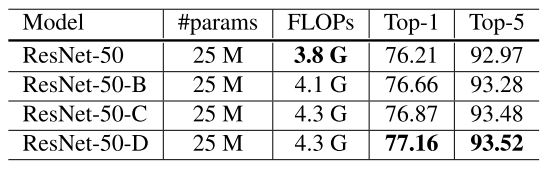 Model #params FLOPs Top-1 Top-5
ResNet-50 25 M 3.8 G 76.21 92.97
ResNet-50-B 25 M 4.1 G 76.66 93.28
ResNet-50-C 25 M 4.3 G 76.87 93.48
ResNet-50-D 25 M 4.3 G 77.16 93.52